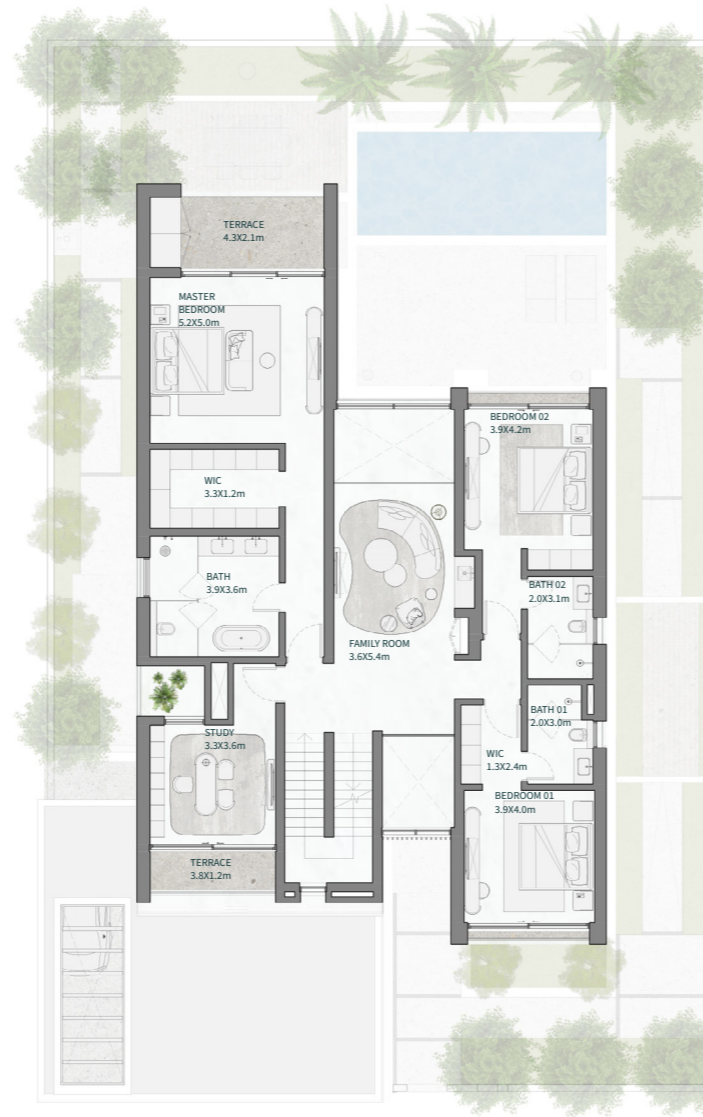 TERRACE
4.3X2.1m
MASTER
BEDROOM
5.2X5.0m
BEDROOM 02
3.9X4.2m
WIC
3.3X1.2m
BATH
3.9X3.6m
BATH 02
2.0X3.1m
FAMILY ROOM
3.6X5.4m
BATH 01
2.0X3.0m
STUDY
3.3X3.6m
WIC
1.3X2.4m
BEDROOM 01
3.9X4.0m
TERRACE
3.8X1.2m